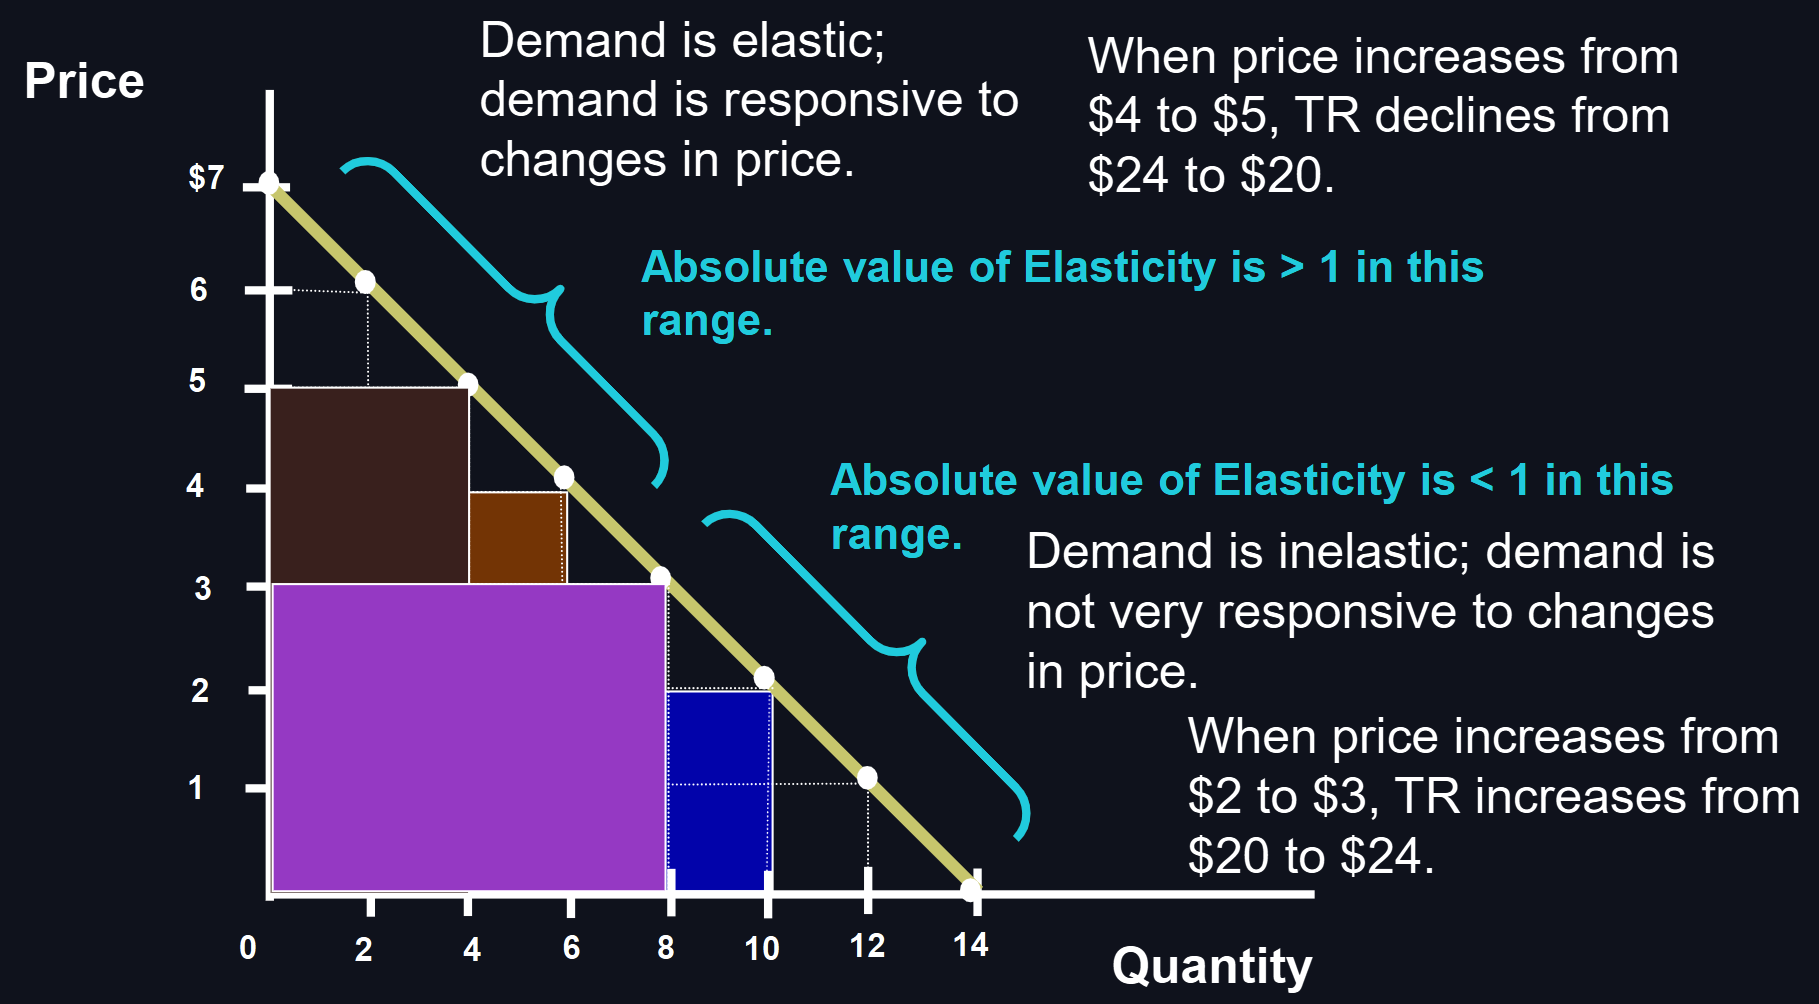 Demand is elastic;
demand is responsive to
changes in price.
When price increases from
$4 to $5, TR declines from
$24 to $20.
Price
$7
Absolute value of Elasticity is > 1 in this
range.
6
5
4
Absolute value of Elasticity is < 1 in this
range.
Demand is inelastic; demand is
not very responsive to changes
in price.
3
2
When price increases from
$2 to $3, TR increases from
$20 to $24.
1
0 2 4 6 8 10 12 14
Quantity